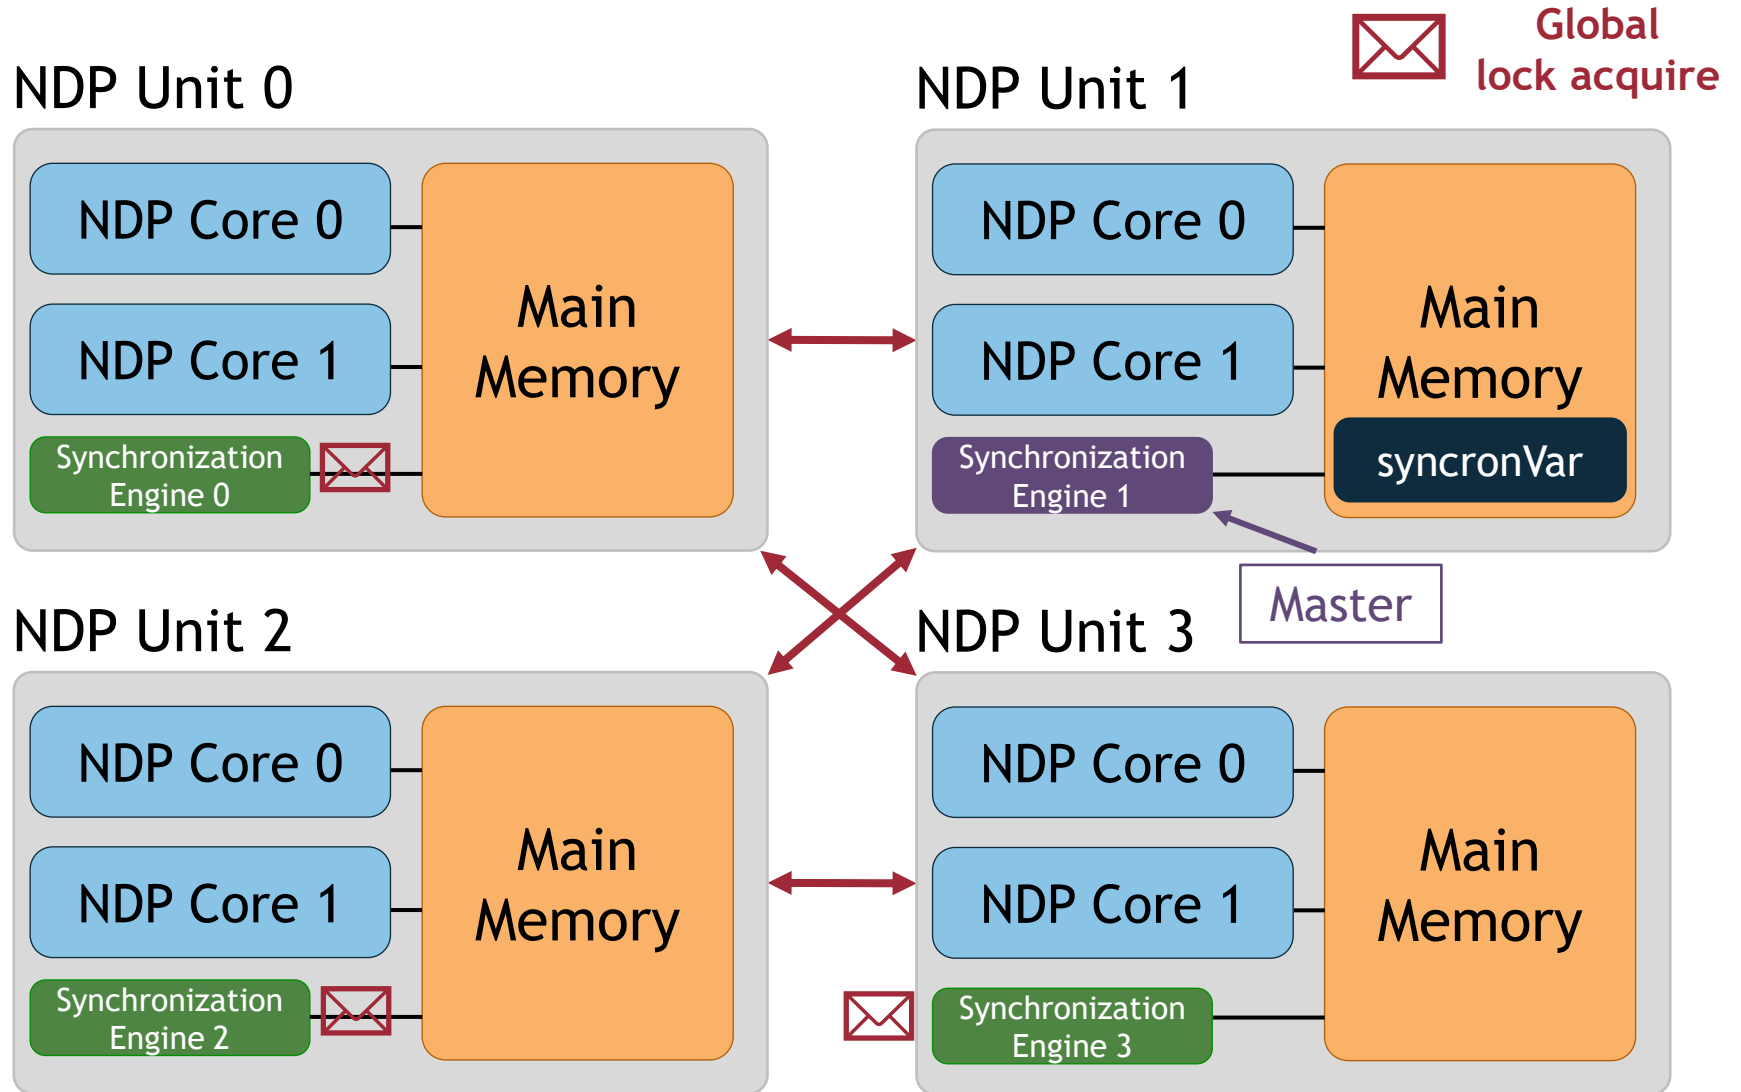 Global
lock acquire
NDP Unit 0
NDP Core 0
NDP Core 1
Synchronization
Engine 0
Main
Memory
NDP Unit 1
NDP Core 0
NDP Core 1
Synchronization
Engine 1
Main
Memory
syncronVar
Master
NDP Unit 2
NDP Core 0
NDP Core 1
Synchronization
Engine 2
Main
Memory
NDP Unit 3
NDP Core 0
NDP Core 1
Synchronization
Engine 3
Main
Memory